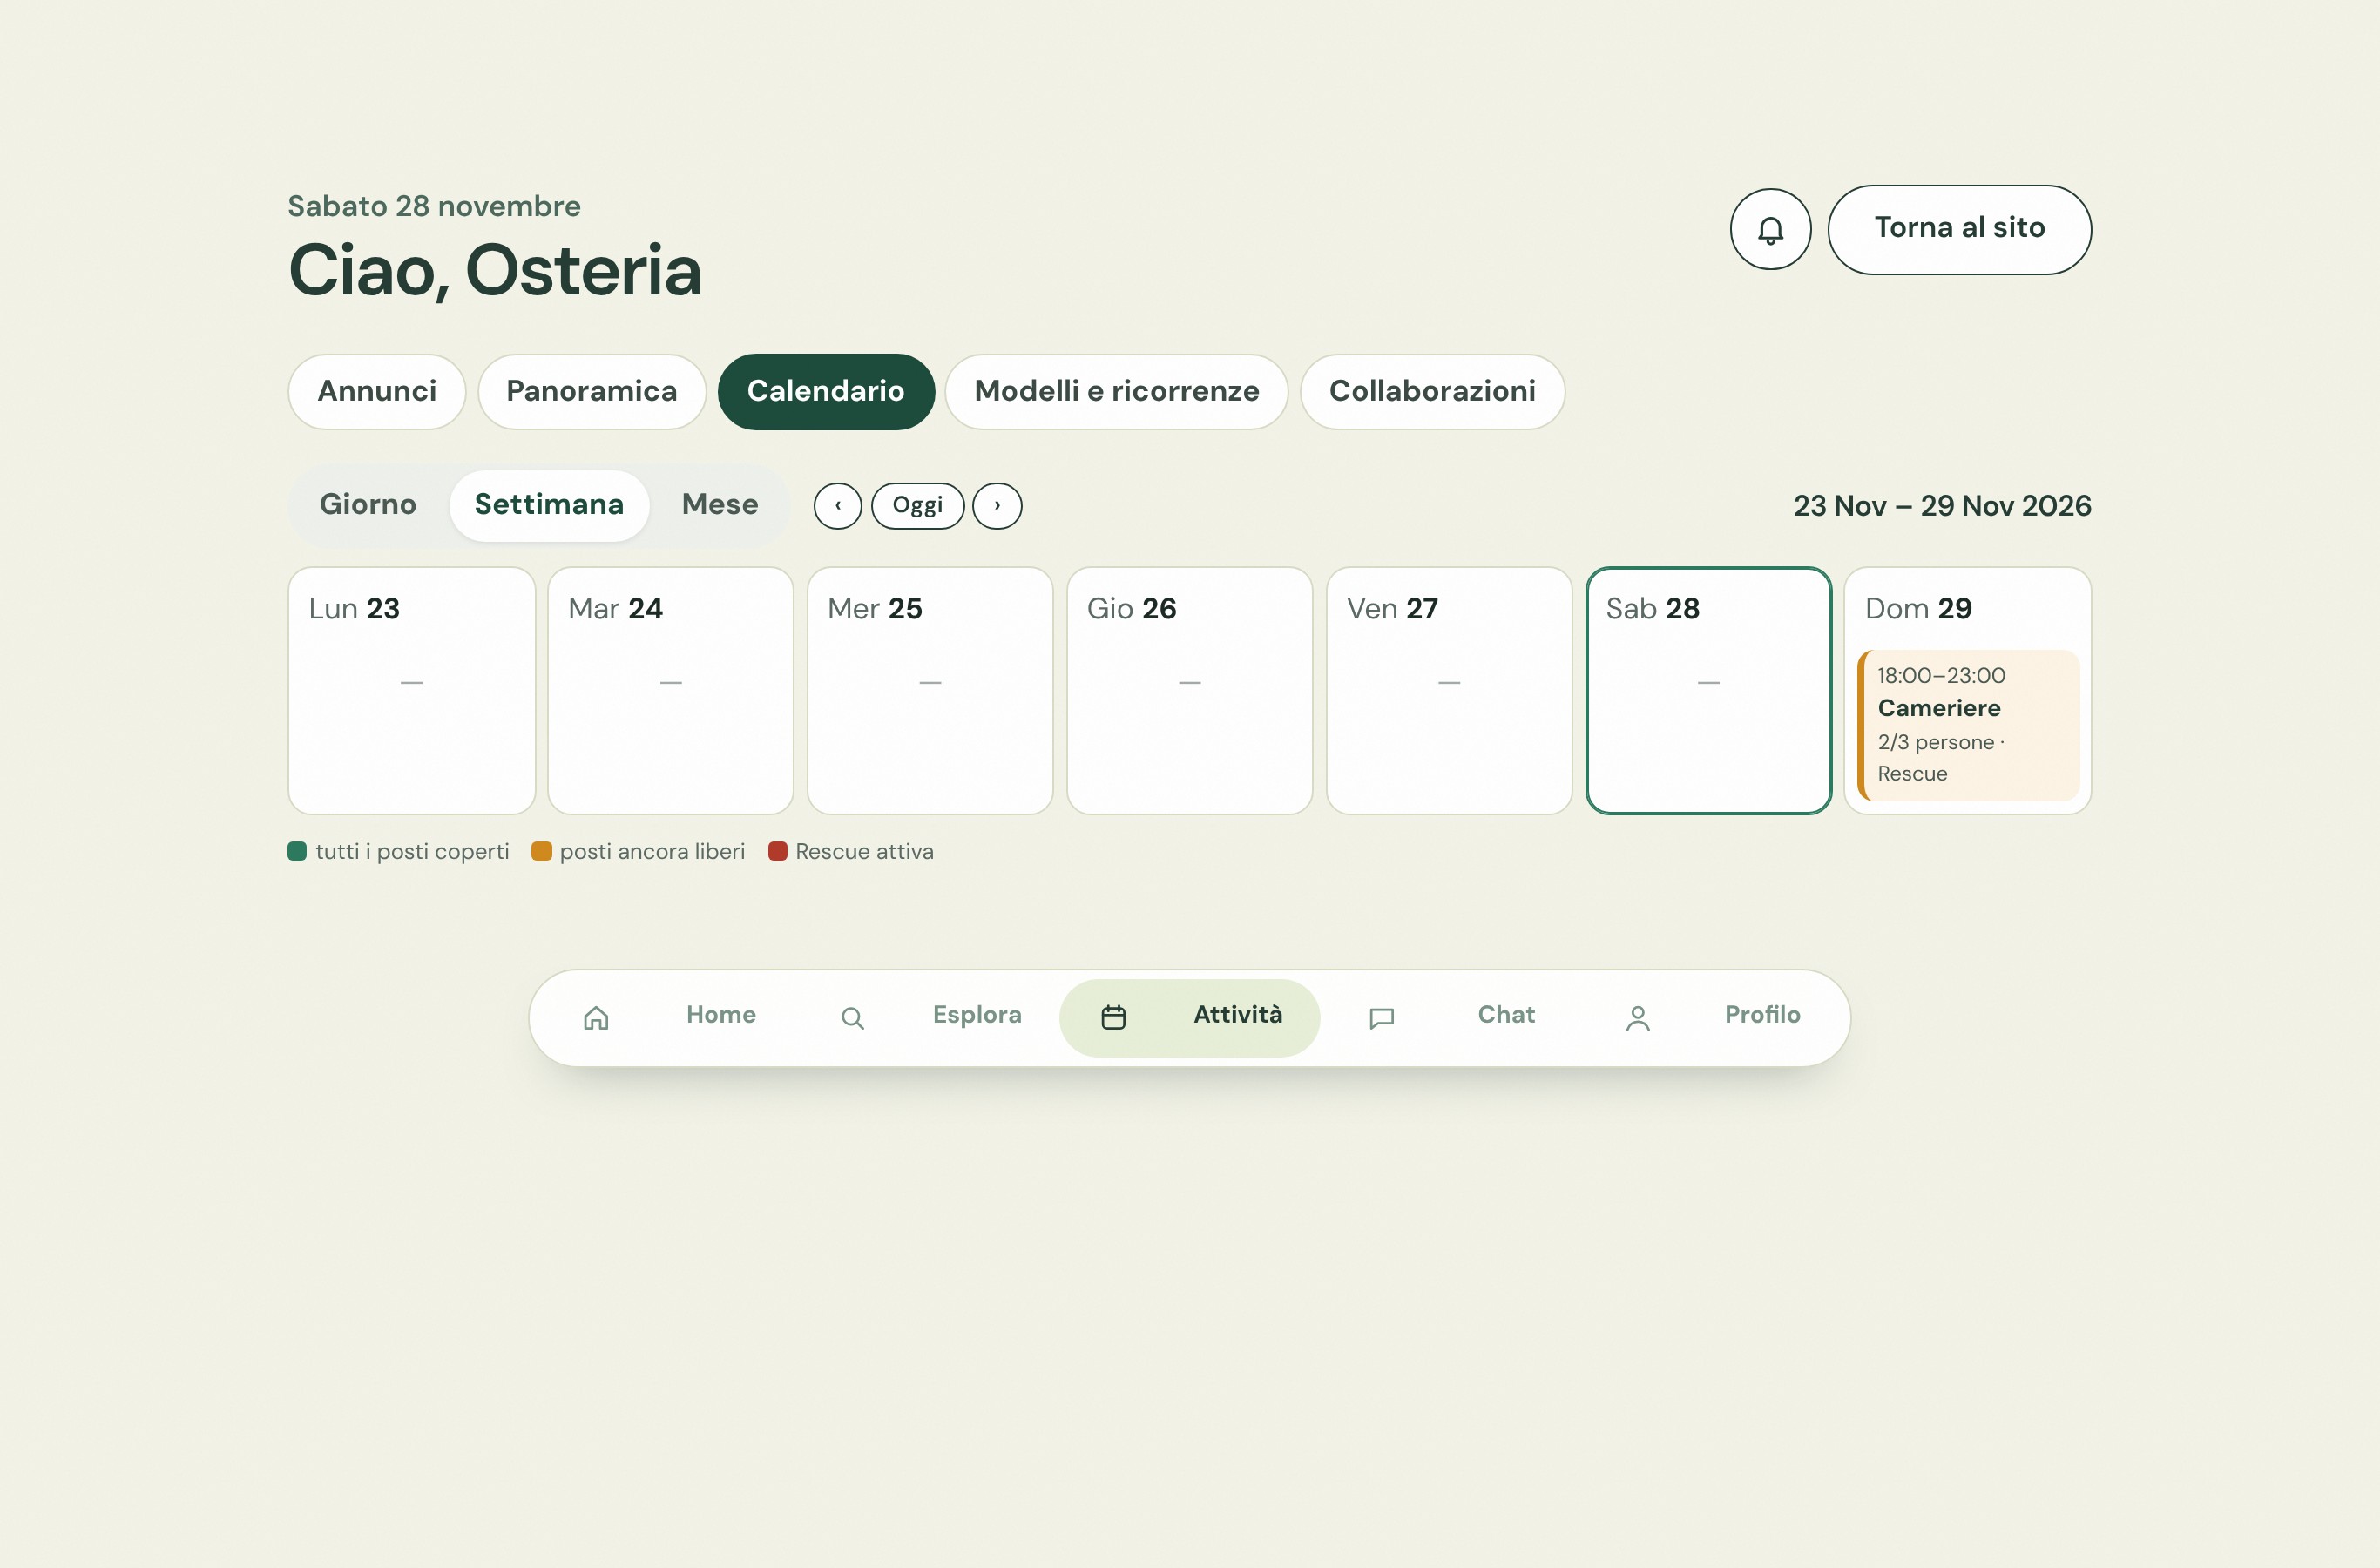 Sabato 28 novembre
Ciao, Osteria
Torna al sito
Annunci
Panoramica
Calendario
Modelli e ricorrenze
Collaborazioni
Giorno
Settimana
Mese
‹
Oggi
›
23 Nov – 29 Nov 2026
Lun 23
—
Mar 24
—
Mer 25
—
Gio 26
—
Ven 27
—
Sab 28
—
Dom 29
18:00–23:00
Cameriere
2/3 persone ·
Rescue
tutti i posti coperti
posti ancora liberi
Rescue attiva
Home
Esplora
Attività
Chat
Profilo